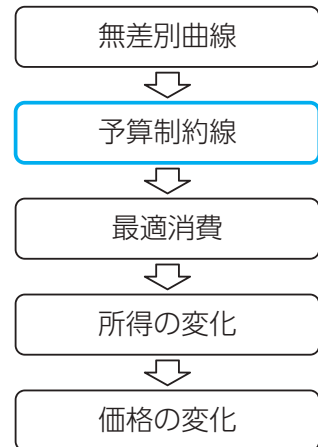 無差別曲線
予算制約線
最適消費
所得の変化
価格の変化